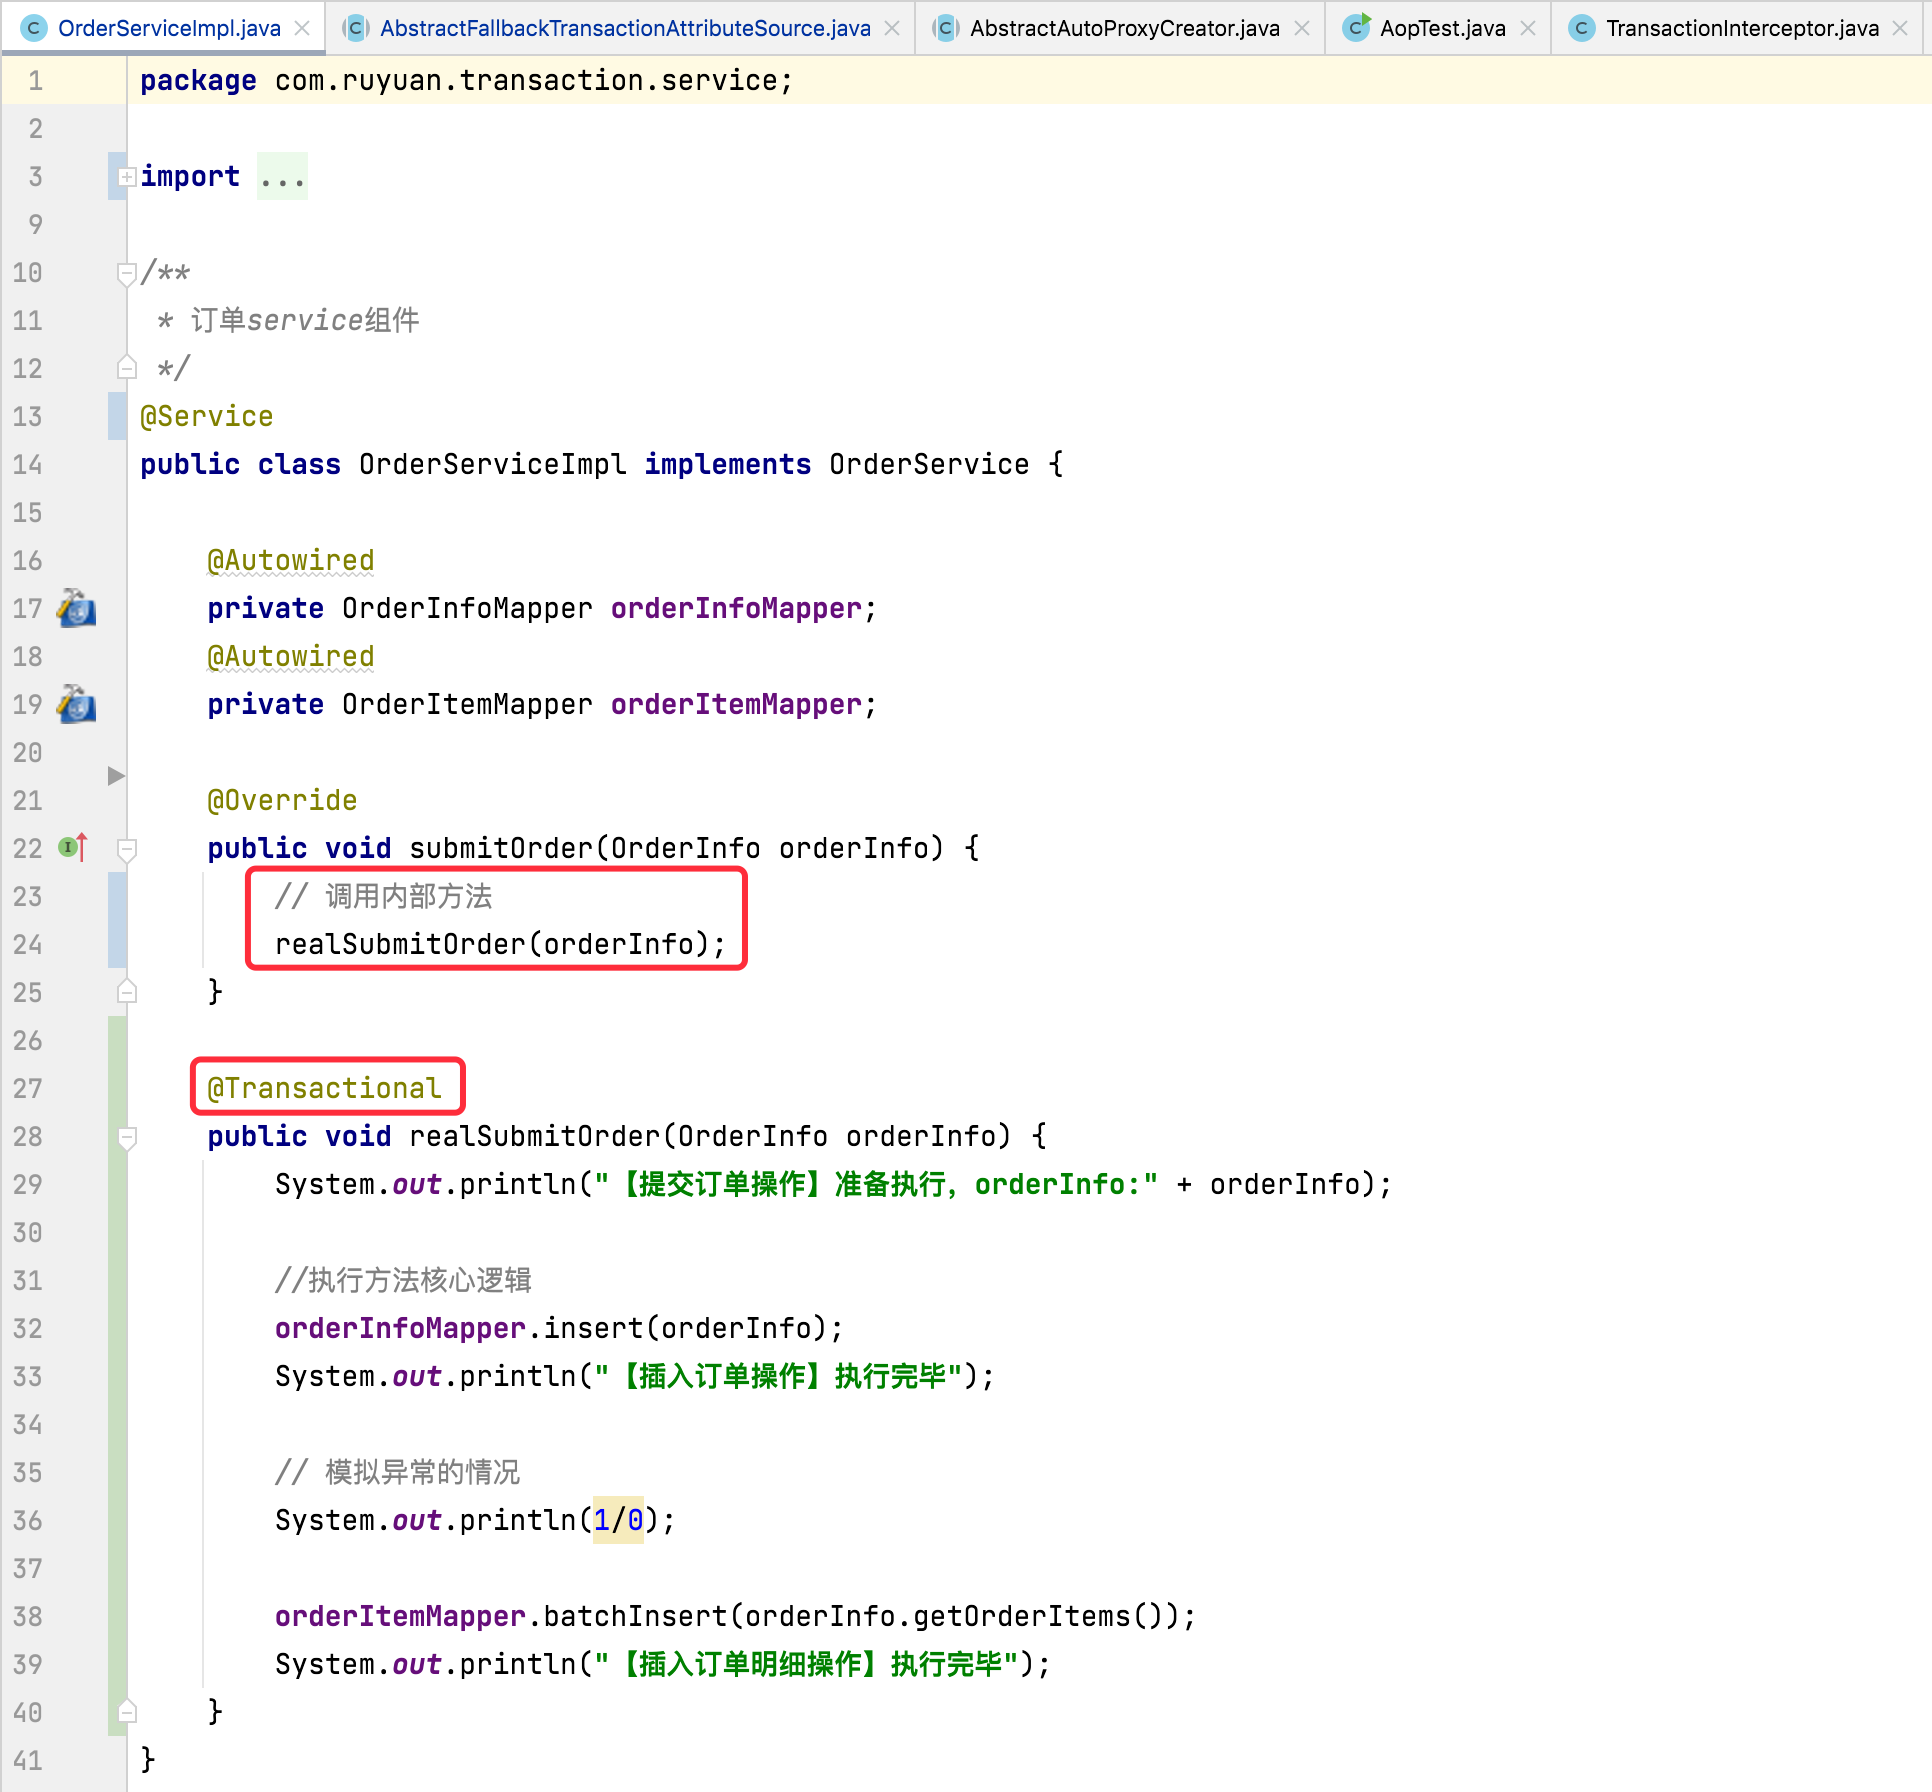 OrderServiceImpl.java AbstractFallbackTransactionAttributeSource.java AbstractAutoProxyCreator.java AopTest.java TransactionInterceptor.java
1 package com.ruyuan.transaction.service;
2
3 import ...
9
10 /**
11 * 订单service组件
12 */
13 @Service
14 public class OrderServiceImpl implements OrderService {
15
16 @Autowired
17 private OrderInfoMapper orderInfoMapper;
18 @Autowired
19 private OrderItemMapper orderItemMapper;
20
21 @Override
22 public void submitOrder(OrderInfo orderInfo) {
23 // 调用内部方法
24 realSubmitOrder(orderInfo);
25 }
26
27 @Transactional
28 public void realSubmitOrder(OrderInfo orderInfo) {
29 System.out.println("【提交订单操作】准备执行，orderInfo:" + orderInfo);
30
31 //执行方法核心逻辑
32 orderInfoMapper.insert(orderInfo);
33 System.out.println("【插入订单操作】执行完毕");
34
35 // 模拟异常的情况
36 System.out.println(1/0);
37
38 orderItemMapper.batchInsert(orderInfo.getOrderItems());
39 System.out.println("【插入订单明细操作】执行完毕");
40 }
41 }